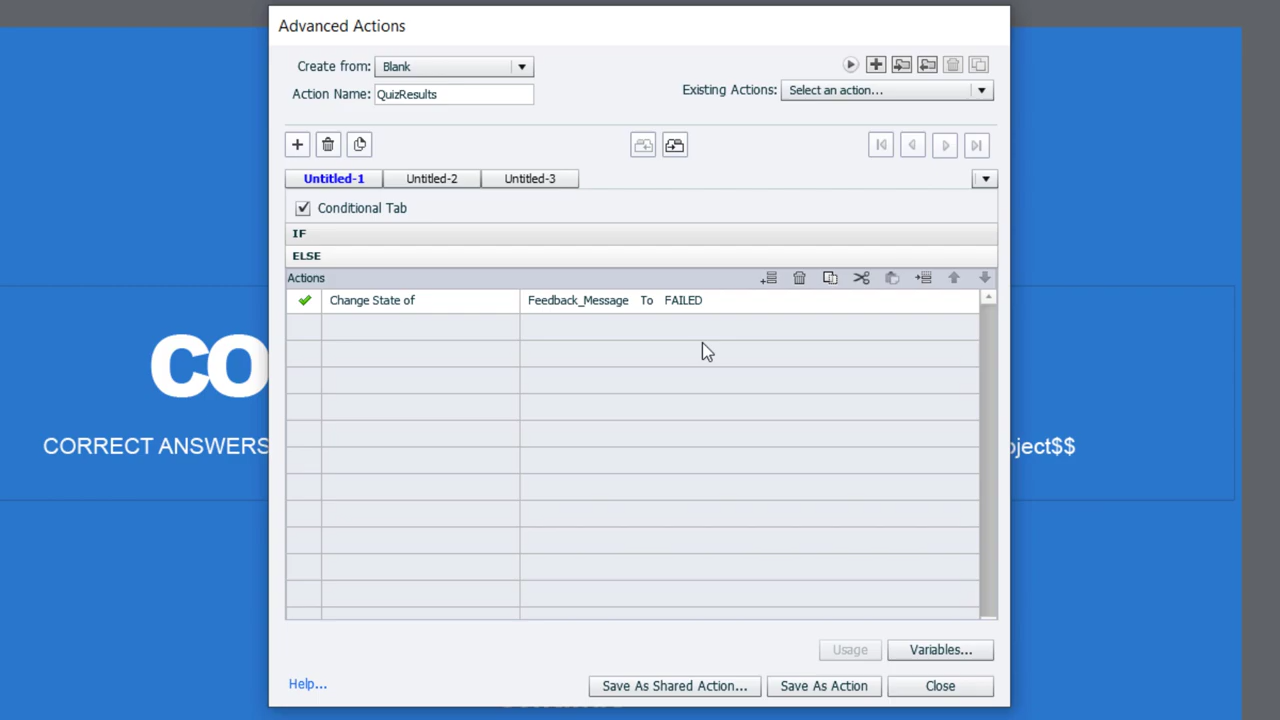 Advanced Actions
Create from: Blank
Action Name: QuizResults
Existing Actions: Select an action...
Untitled-1 Untitled-2 Untitled-3
Conditional Tab
IF
ELSE
Actions
Change State of Feedback_Message To FAILED
CO
CORRECT ANSWERS
oject$$
Usage Variables...
Help... Save As Shared Action... Save As Action Close